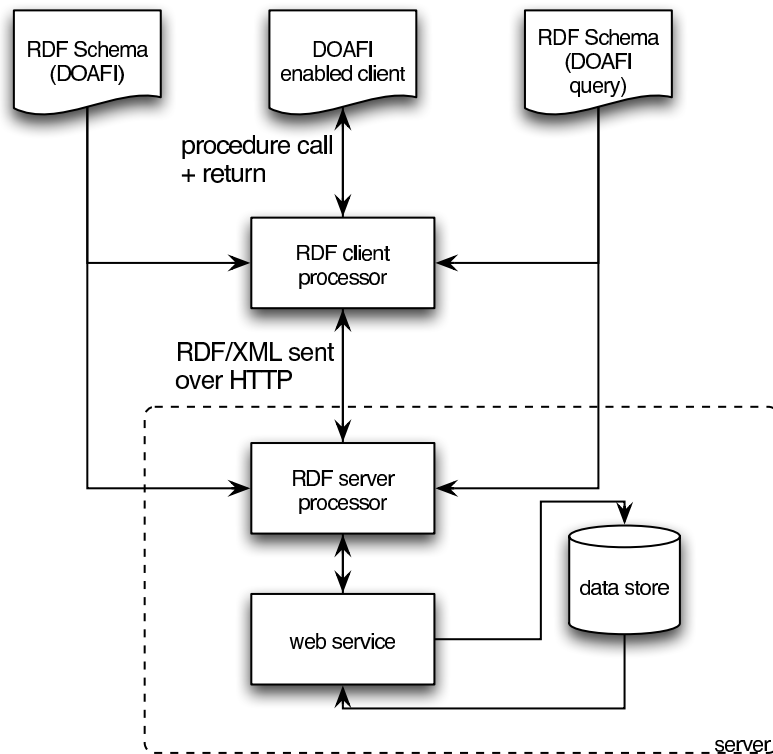 RDF Schema
(DOAFI)
DOAFI
enabled client
RDF Schema
(DOAFI
query)
procedure call
+ return
RDF client
processor
RDF/XML sent
over HTTP
RDF server
processor
data store
web service
server